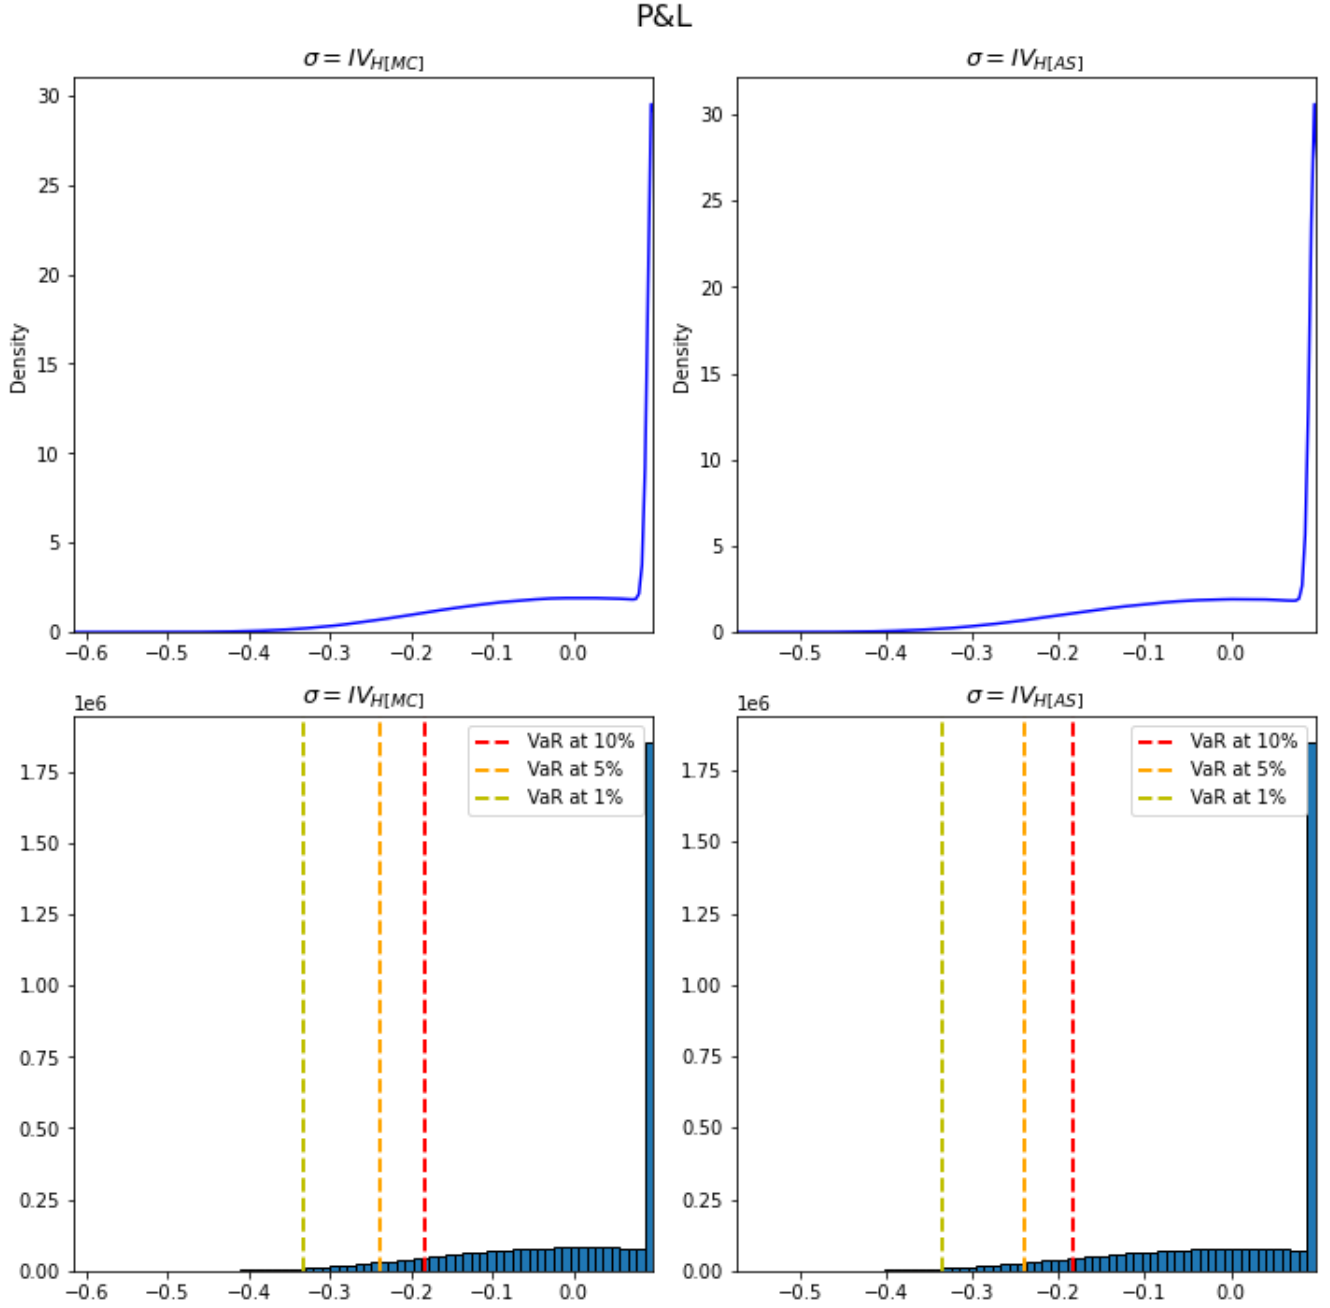 P&L
σ = IV_{H[MC]}
σ = IV_{H[AS]}
30
25
20
15
10
5
0
Density
−0.6 −0.5 −0.4 −0.3 −0.2 −0.1 0.0
30
25
20
15
10
5
0
Density
−0.5 −0.4 −0.3 −0.2 −0.1 0.0
σ = IV_{H[MC]}
1e6
VaR at 10%
VaR at 5%
VaR at 1%
1.75
1.50
1.25
1.00
0.75
0.50
0.25
0.00
−0.6 −0.5 −0.4 −0.3 −0.2 −0.1 0.0
σ = IV_{H[AS]}
1e6
VaR at 10%
VaR at 5%
VaR at 1%
1.75
1.50
1.25
1.00
0.75
0.50
0.25
0.00
−0.5 −0.4 −0.3 −0.2 −0.1 0.0